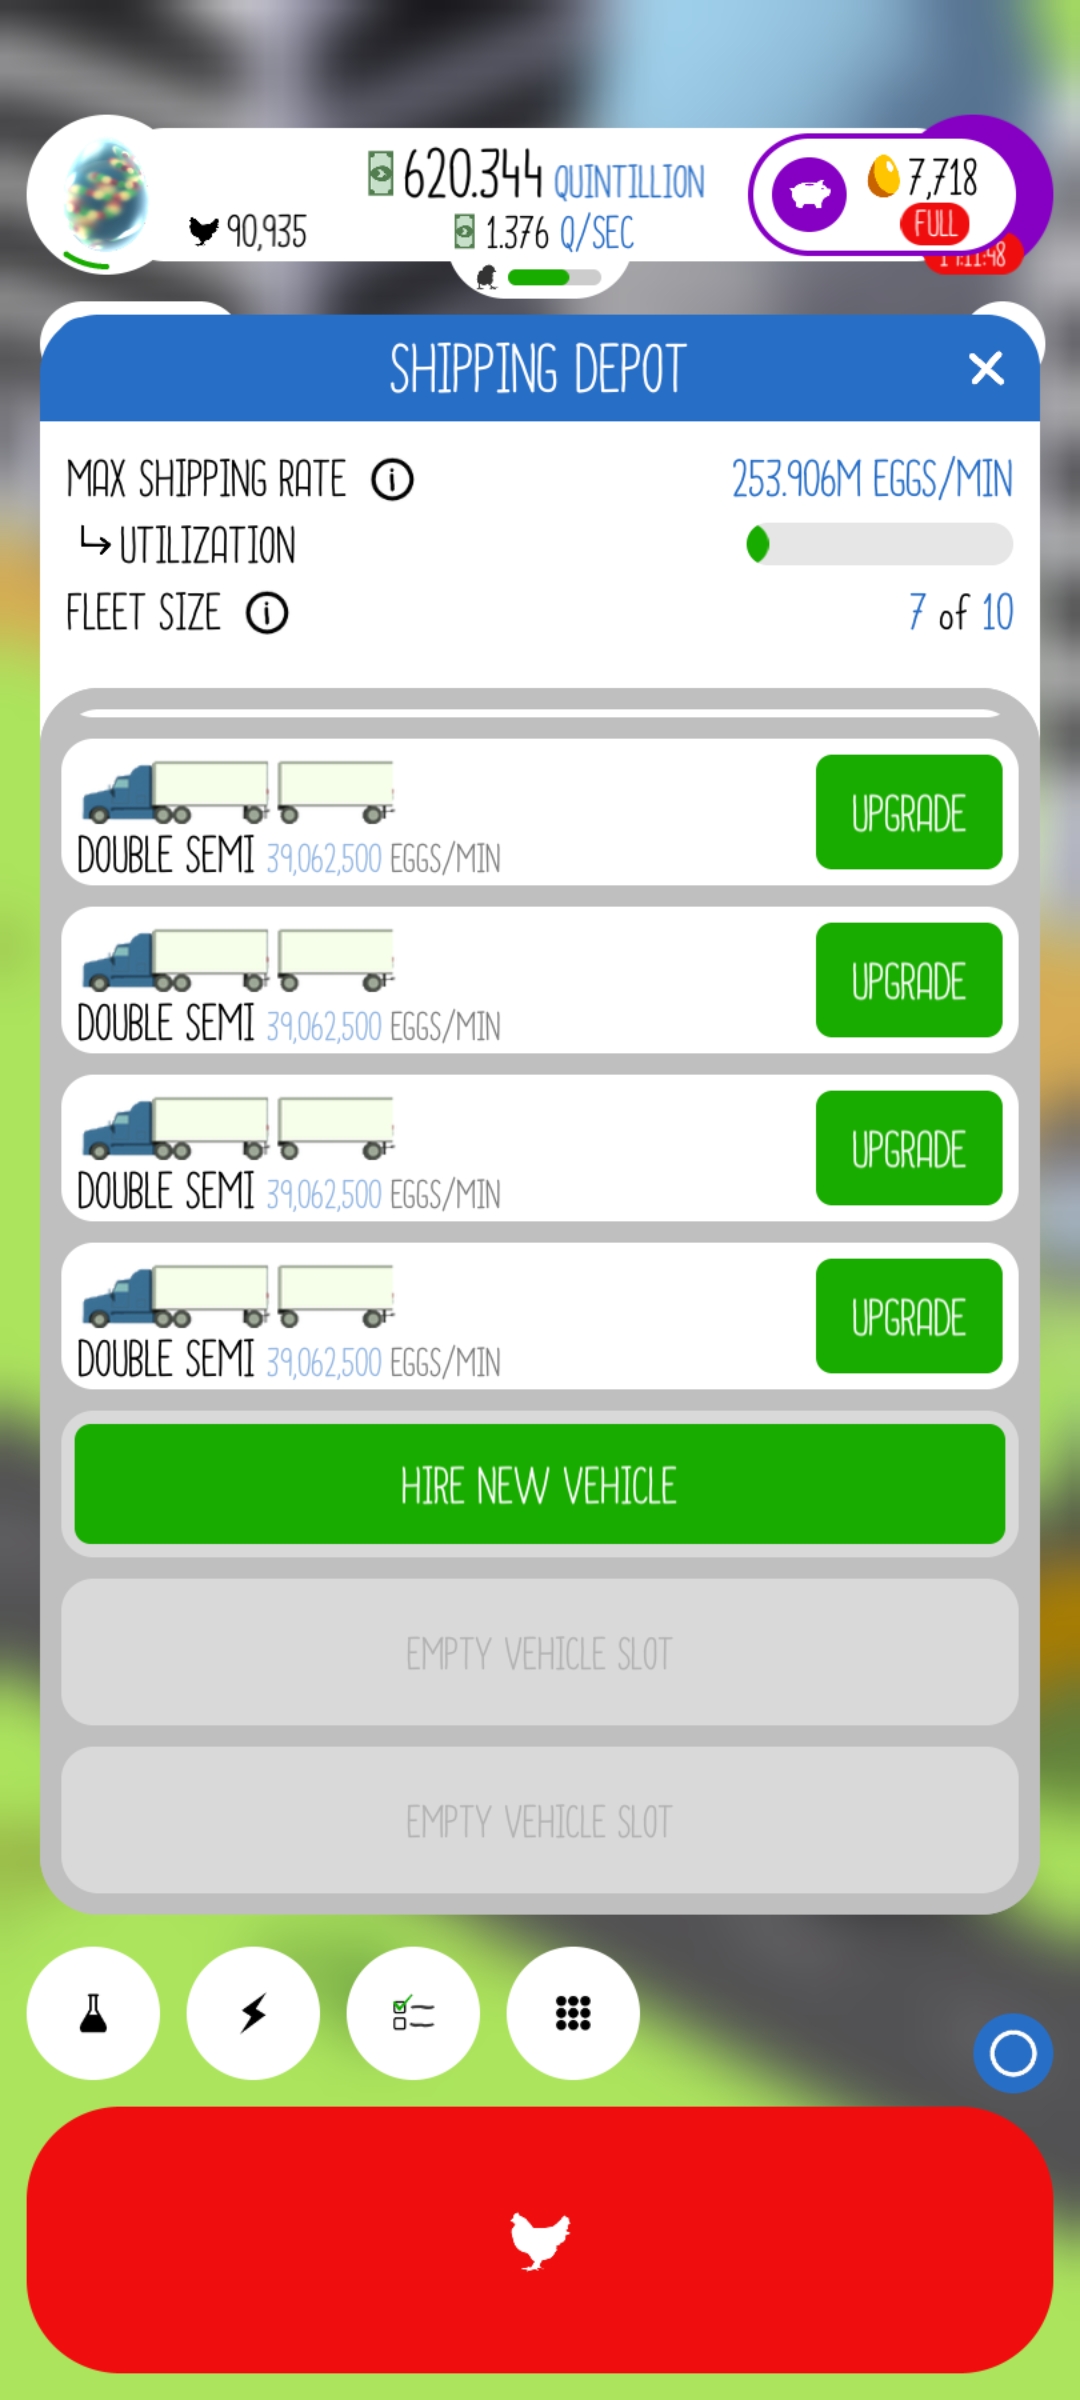 620.344 QUINTILLION
90,935
1.376 Q/SEC
7,718
FULL
SHIPPING DEPOT
MAX SHIPPING RATE
253.906M EGGS/MIN
UTILIZATION
FLEET SIZE
7 of 10
UPGRADE
DOUBLE SEMI 39,062,500 EGGS/MIN
UPGRADE
DOUBLE SEMI 39,062,500 EGGS/MIN
UPGRADE
DOUBLE SEMI 39,062,500 EGGS/MIN
UPGRADE
DOUBLE SEMI 39,062,500 EGGS/MIN
HIRE NEW VEHICLE
EMPTY VEHICLE SLOT
EMPTY VEHICLE SLOT